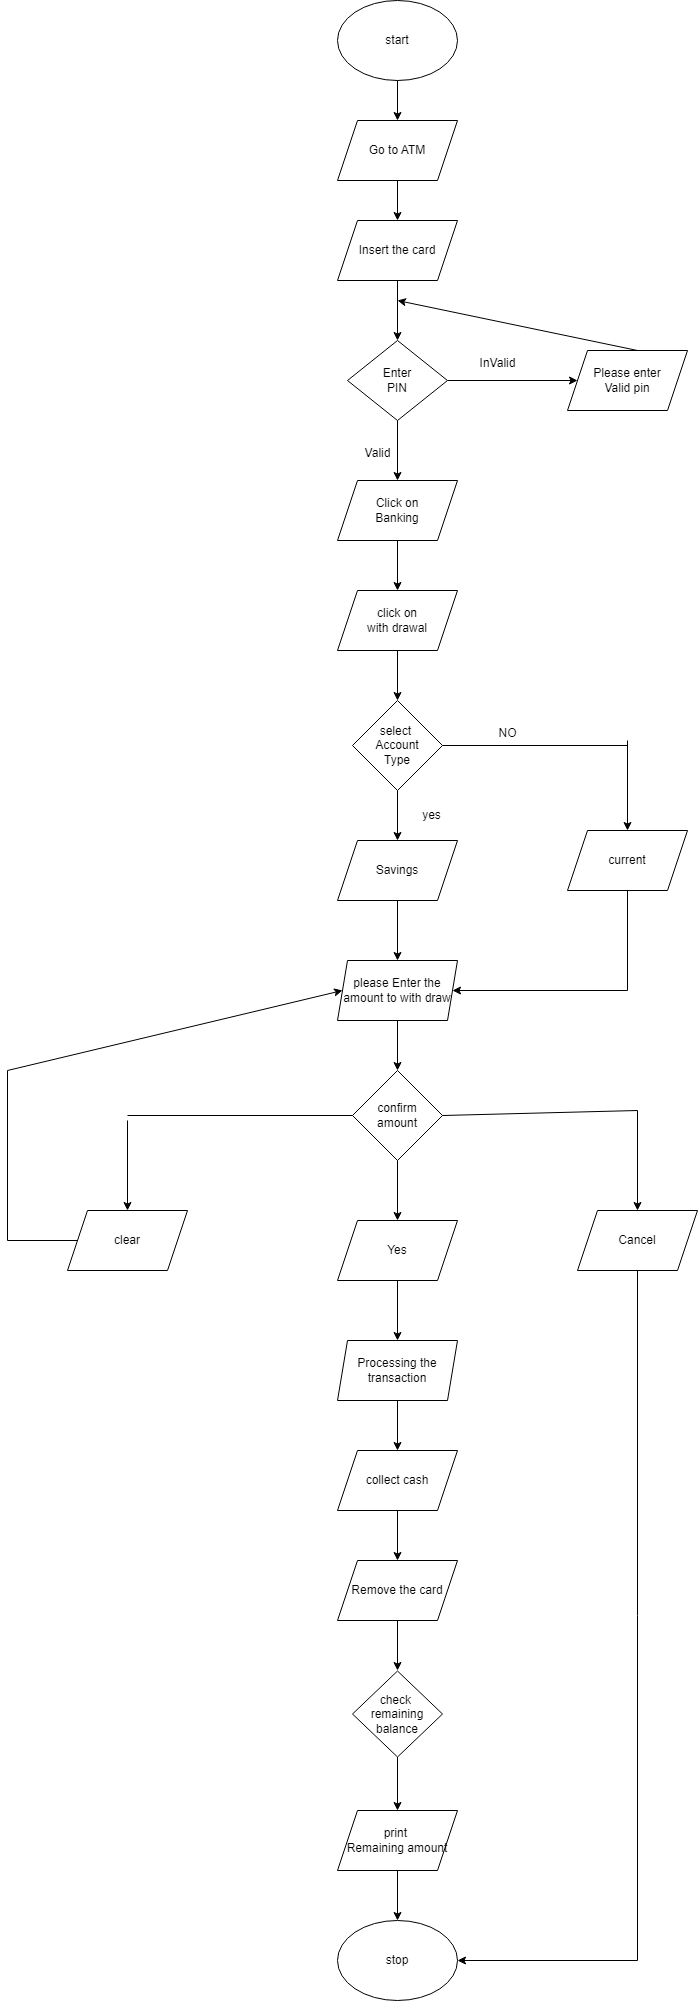 start
Go to ATM
Insert the card
Enter
PIN
InValid
Please enter
Valid pin
Valid
Click on
Banking
click on
with drawal
select
Account
Type
NO
yes
Savings
current
please Enter the
amount to with draw
confirm
amount
clear
Yes
Cancel
Processing the
transaction
collect cash
Remove the card
check
remaining
balance
print
Remaining amount
stop